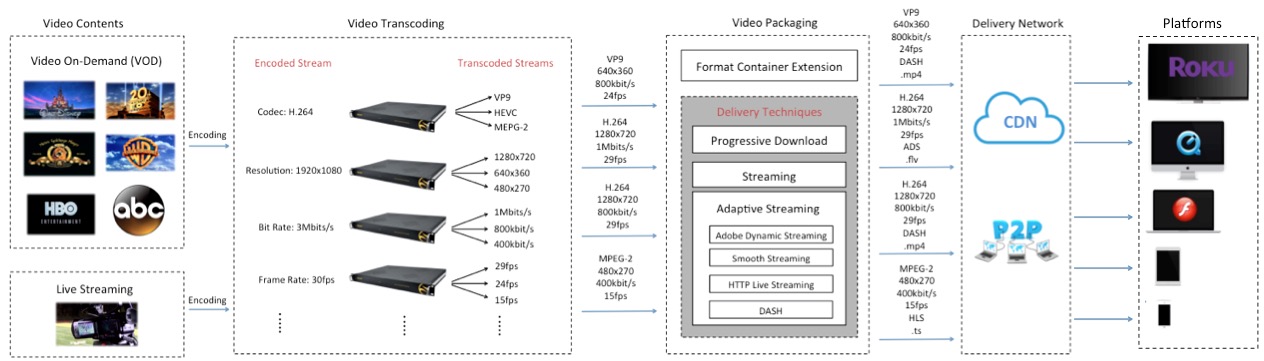 Video Contents
Video On-Demand (VOD)
WALT DISNEY
20
WB
HBO
ENTERTAINMENT
abc
Live Streaming
Encoding
Encoding
Video Transcoding
Encoded Stream
Transcoded Streams
Codec: H.264
VP9
HEVC
MEPG-2
Resolution: 1920x1080
1280x720
640x360
480x270
Bit Rate: 3Mbits/s
1Mbits/s
800kbit/s
400kbit/s
Frame Rate: 30fps
29fps
24fps
15fps
VP9
640x360
800kbit/s
24fps
H.264
1280x720
1Mbits/s
29fps
H.264
1280x720
800kbit/s
29fps
MPEG-2
480x270
400kbit/s
15fps
Video Packaging
Format Container Extension
Delivery Techniques
Progressive Download
Streaming
Adaptive Streaming
Adobe Dynamic Streaming
Smooth Streaming
HTTP Live Streaming
DASH
VP9
640x360
800kbit/s
24fps
DASH
.mp4
H.264
1280x720
1Mbits/s
29fps
ADS
.flv
H.264
1280x720
800kbit/s
29fps
DASH
.mp4
MPEG-2
480x270
400kbit/s
15fps
HLS
.ts
Delivery Network
CDN
P2P
Platforms
ROKU